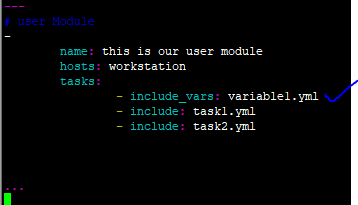 ---
# user Module
-
name: this is our user module
hosts: workstation
tasks:
- include_vars: variable1.yml
- include: task1.yml
- include: task2.yml
...